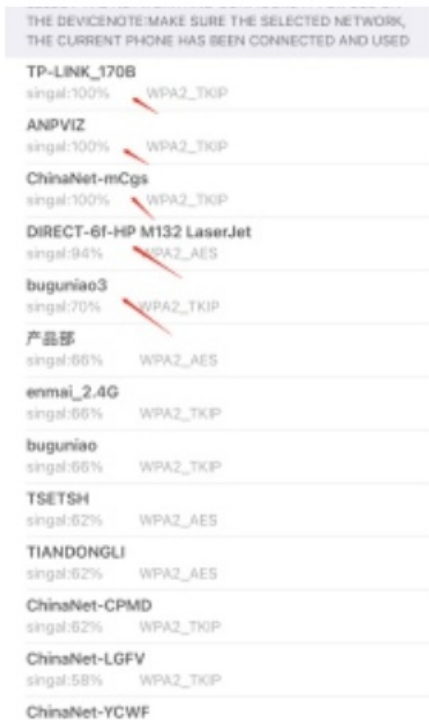 THE DEVICENOTE:MAKE SURE THE SELECTED NETWORK,
THE CURRENT PHONE HAS BEEN CONNECTED AND USED
TP-LINK_170B
singal:100% WPA2_TKIP
ANPVIZ
singal:100% WPA2_TKIP
ChinaNet-mCgs
singal:100% WPA2_TKIP
DIRECT-6f-HP M132 LaserJet
singal:94% WPA2_AES
buguniao3
singal:70% WPA2_TKIP
产品部
singal:66% WPA2_AES
enmai_2.4G
singal:66% WPA2_TKIP
buguniao
singal:66% WPA2_TKIP
TSETSH
singal:62% WPA2_AES
TIANDONGLI
singal:62% WPA2_AES
ChinaNet-CPMD
singal:62% WPA2_TKIP
ChinaNet-LGFV
singal:58% WPA2_TKIP
ChinaNet-YCWF